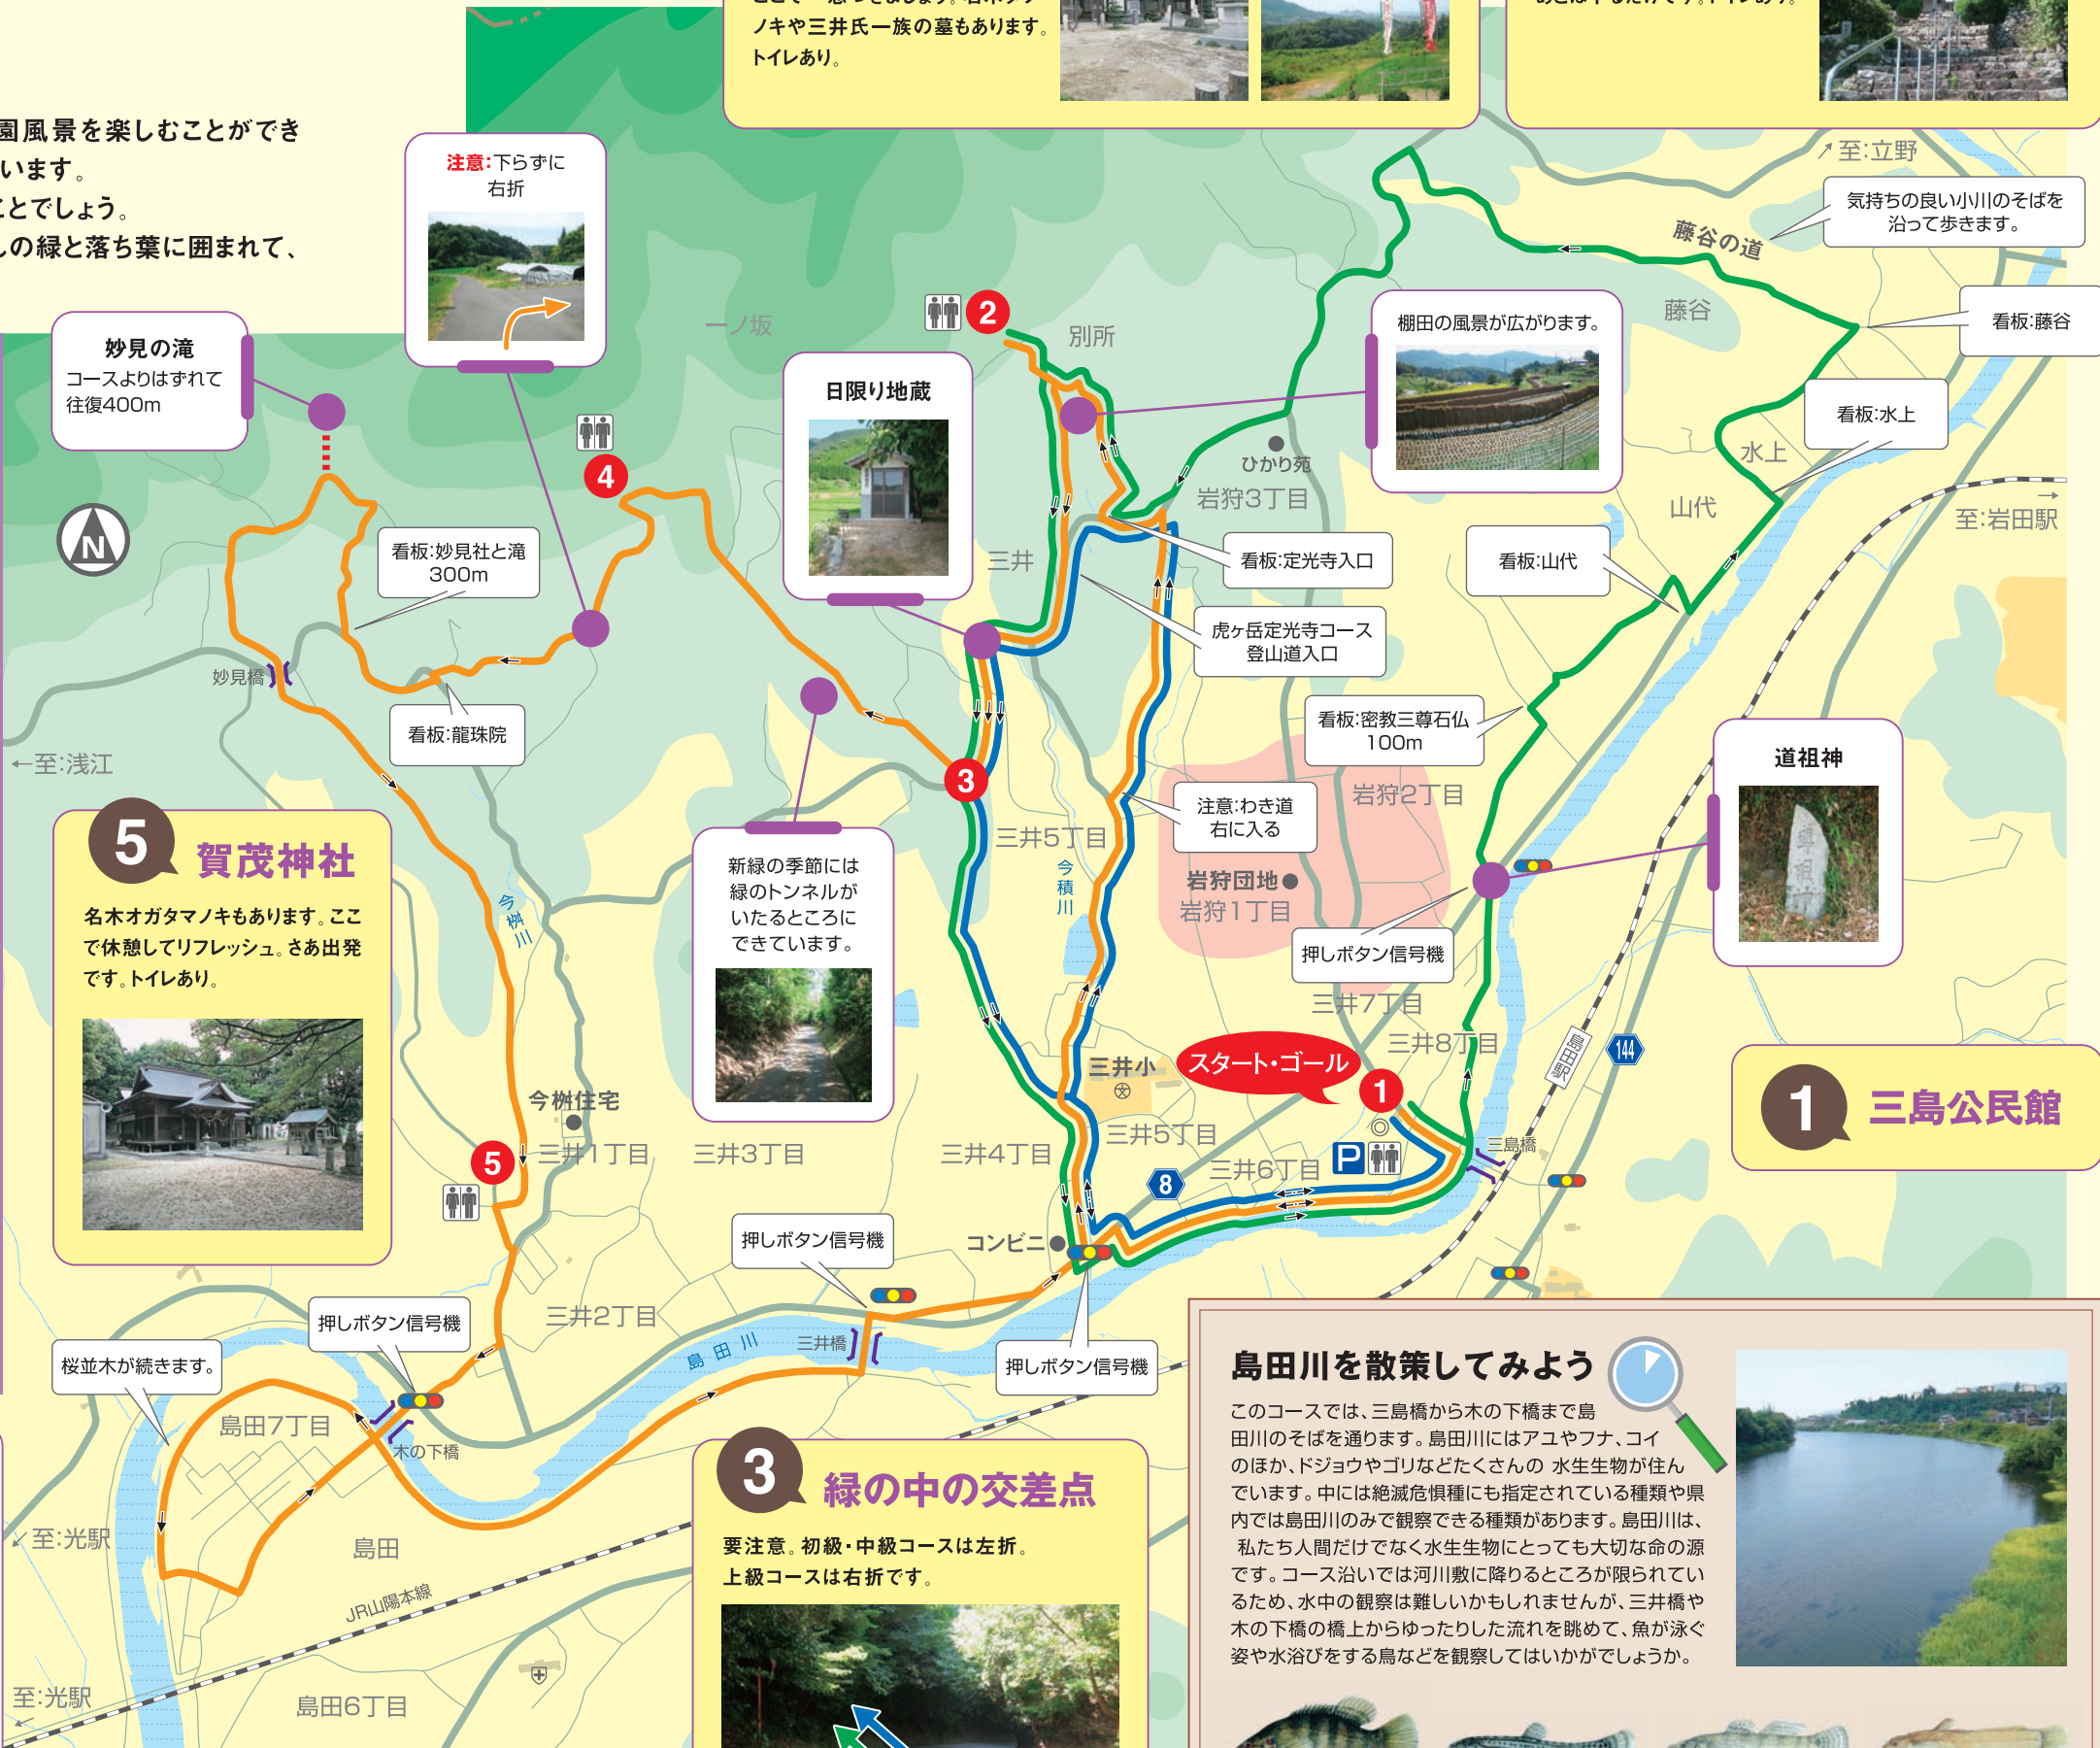 ノキや三井氏一族の墓もあります。
トイレあり。
園風景を楽しむことができ
います。
ことでしょう。
しの緑と落ち葉に囲まれて、
注意:下らずに
右折
至:立野
気持ちの良い小川のそばを
沿って歩きます。
藤谷の道
藤谷
看板:藤谷
妙見の滝
コースよりはずれて
往復400m
一ノ坂
2
別所
棚田の風景が広がります。
日限り地蔵
看板:水上
水上
4
ひかり苑
岩狩3丁目
山代
至:岩田駅
N
看板:妙見社と滝
300m
三井
看板:定光寺入口
看板:山代
虎ヶ岳定光寺コース
登山道入口
妙見橋
看板:龍珠院
看板:密教三尊石仏
100m
←至:浅江
3
道祖神
岩狩2丁目
注意:わき道
右に入る
三井5丁目
今積川
岩狩団地
岩狩1丁目
5
賀茂神社
名木オガタマノキもあります。ここ
で休憩してリフレッシュ。さあ出発
です。トイレあり。
新緑の季節には
緑のトンネルが
いたるところに
できています。
今桝川
押しボタン信号機
三井7丁目
三井8丁目
島田駅
144
三井小
スタート・ゴール
1
1
三島公民館
今桝住宅
三井1丁目
5
三井3丁目
三井4丁目
三井5丁目
三井6丁目
P
三島橋
8
コンビニ
押しボタン信号機
三井2丁目
押しボタン信号機
三井橋
島田川
押しボタン信号機
桜並木が続きます。
島田7丁目
木の下橋
島田
至:光駅
JR山陽本線
至:光駅
島田6丁目
3
緑の中の交差点
要注意。初級・中級コースは左折。
上級コースは右折です。
島田川を散策してみよう
このコースでは、三島橋から木の下橋まで島
田川のそばを通ります。島田川にはアユやフナ、コイ
のほか、ドジョウやゴリなどたくさんの 水生生物が住ん
でいます。中には絶滅危惧種にも指定されている種類や県
内では島田川のみで観察できる種類があります。島田川は、
私たち人間だけでなく水生生物にとっても大切な命の源
です。コース沿いでは河川敷に降りるところが限られてい
るため、水中の観察は難しいかもしれませんが、三井橋や
木の下橋の橋上からゆったりした流れを眺めて、魚が泳ぐ
姿や水浴びをする鳥などを観察してはいかがでしょうか。